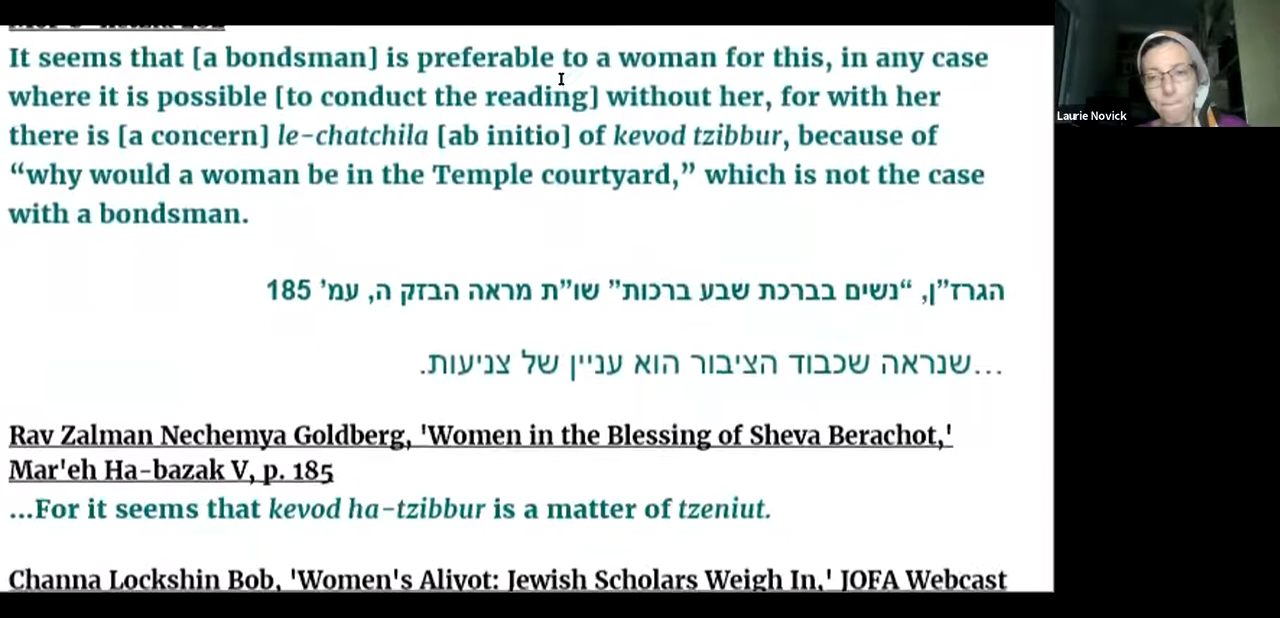 It seems that [a bondsman] is preferable to a woman for this, in any case
where it is possible [to conduct the reading] without her, for with her
there is [a concern] le-chatchila [ab initio] of kevod tzibbur, because of
“why would a woman be in the Temple courtyard,” which is not the case
with a bondsman.
הגרז”ן, “נשים בברכת שבע ברכות” שו”ת מראה הבזק ה, עמ’ 185
...שנראה שכבוד הציבור הוא עניין של צניעות.
Rav Zalman Nechemya Goldberg, 'Women in the Blessing of Sheva Berachot,'
Mar'eh Ha-bazak V, p. 185
...For it seems that kevod ha-tzibbur is a matter of tzeniut.
Channa Lockshin Bob, 'Women's Aliyot: Jewish Scholars Weigh In,' JOFA Webcast
Laurie Novick